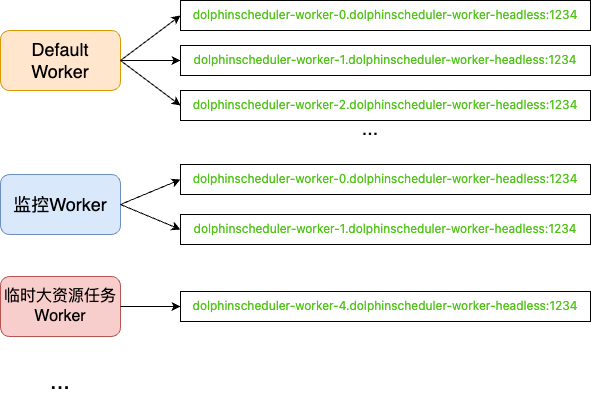 Default
Worker
dolphinscheduler-worker-0.dolphinscheduler-worker-headless:1234
dolphinscheduler-worker-1.dolphinscheduler-worker-headless:1234
dolphinscheduler-worker-2.dolphinscheduler-worker-headless:1234
...
监控Worker
dolphinscheduler-worker-0.dolphinscheduler-worker-headless:1234
dolphinscheduler-worker-1.dolphinscheduler-worker-headless:1234
临时大资源任务
Worker
dolphinscheduler-worker-4.dolphinscheduler-worker-headless:1234
...